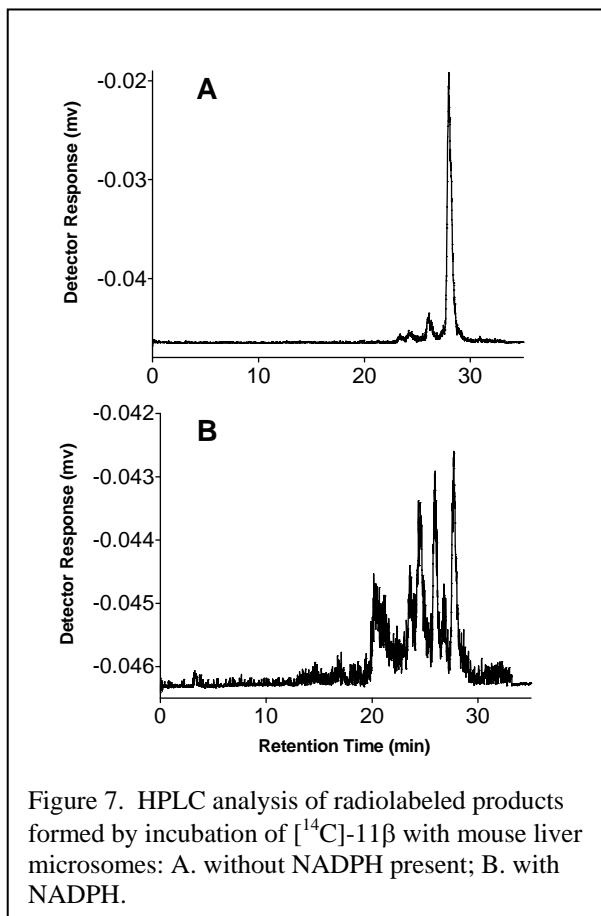 A
Detector Response (mv)
-0.02
-0.03
-0.04
0 10 20 30
B
Detector Response (mv)
-0.042
-0.043
-0.044
-0.045
-0.046
0 10 20 30
Retention Time (min)
Figure 7. HPLC analysis of radiolabeled products
formed by incubation of [¹⁴C]-11β with mouse liver
microsomes: A. without NADPH present; B. with
NADPH.